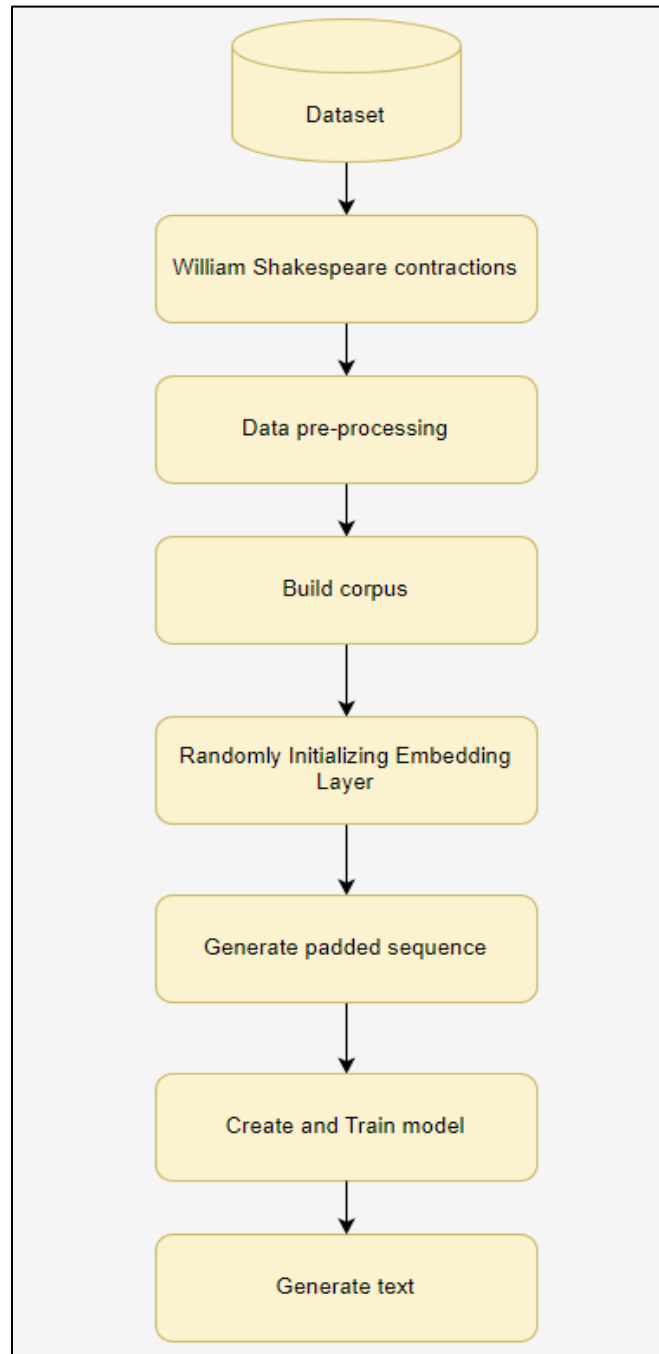 Dataset
William Shakespeare contractions
Data pre-processing
Build corpus
Randomly Initializing Embedding
Layer
Generate padded sequence
Create and Train model
Generate text